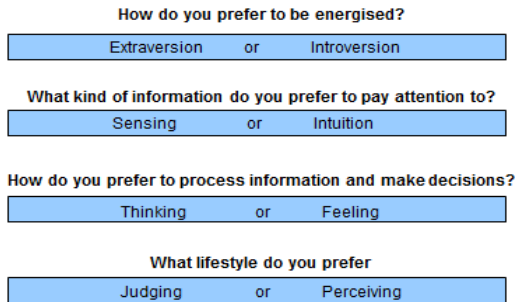 How do you prefer to be energised?
Extraversion or Introversion
What kind of information do you prefer to pay attention to?
Sensing or Intuition
How do you prefer to process information and make decisions?
Thinking or Feeling
What lifestyle do you prefer
Judging or Perceiving